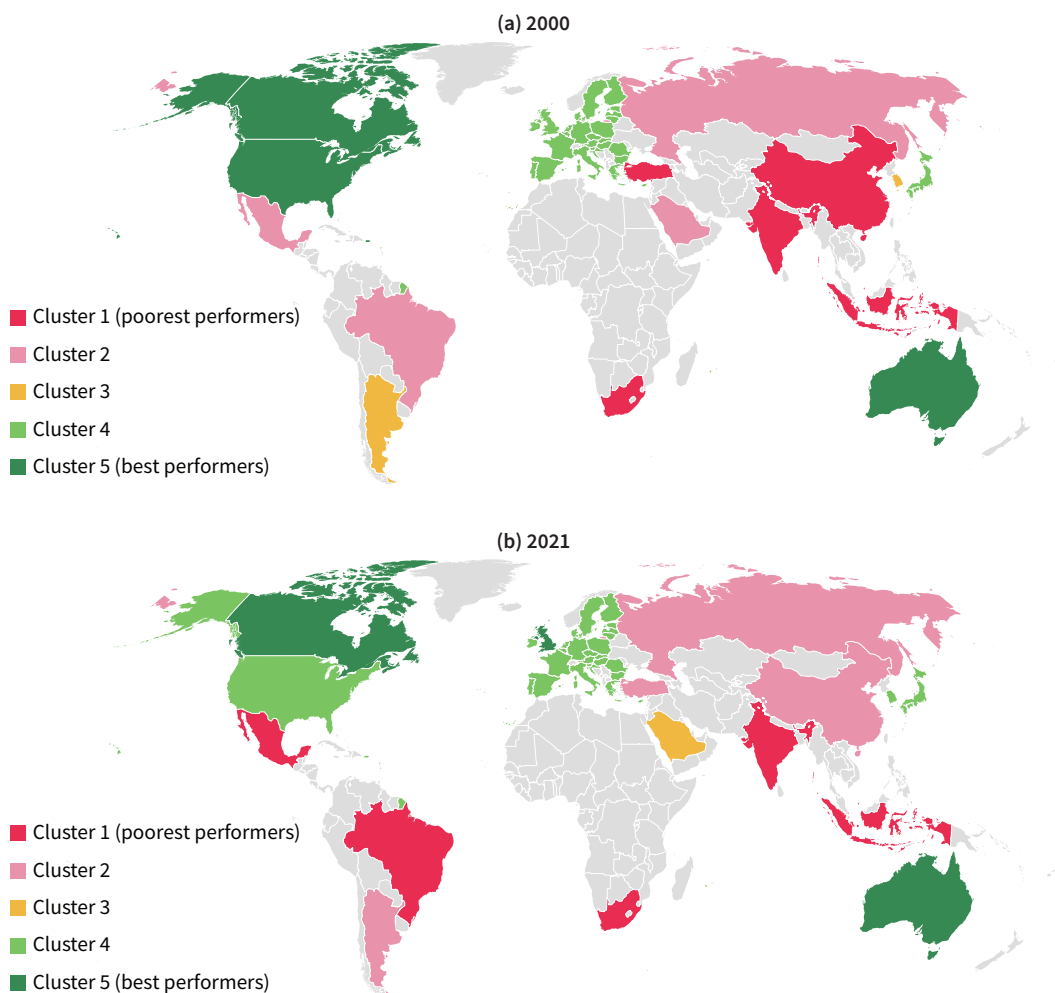 (a) 2000
Cluster 1 (poorest performers)
Cluster 2
Cluster 3
Cluster 4
Cluster 5 (best performers)
(b) 2021
Cluster 1 (poorest performers)
Cluster 2
Cluster 3
Cluster 4
Cluster 5 (best performers)